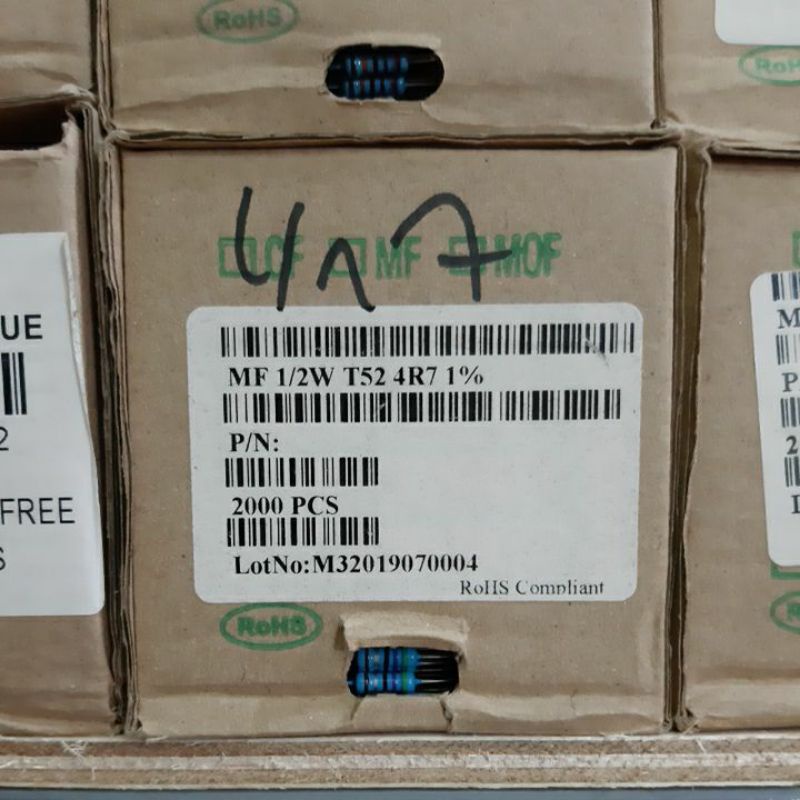 RoHS
RoHS
4R7
CF MF MOF
MF 1/2W T52 4R7 1%
P/N:
2000 PCS
LotNo:M32019070004
RoHS Compliant
RoHS
UE
2
FREE
S
M
P
2
L
RoHS